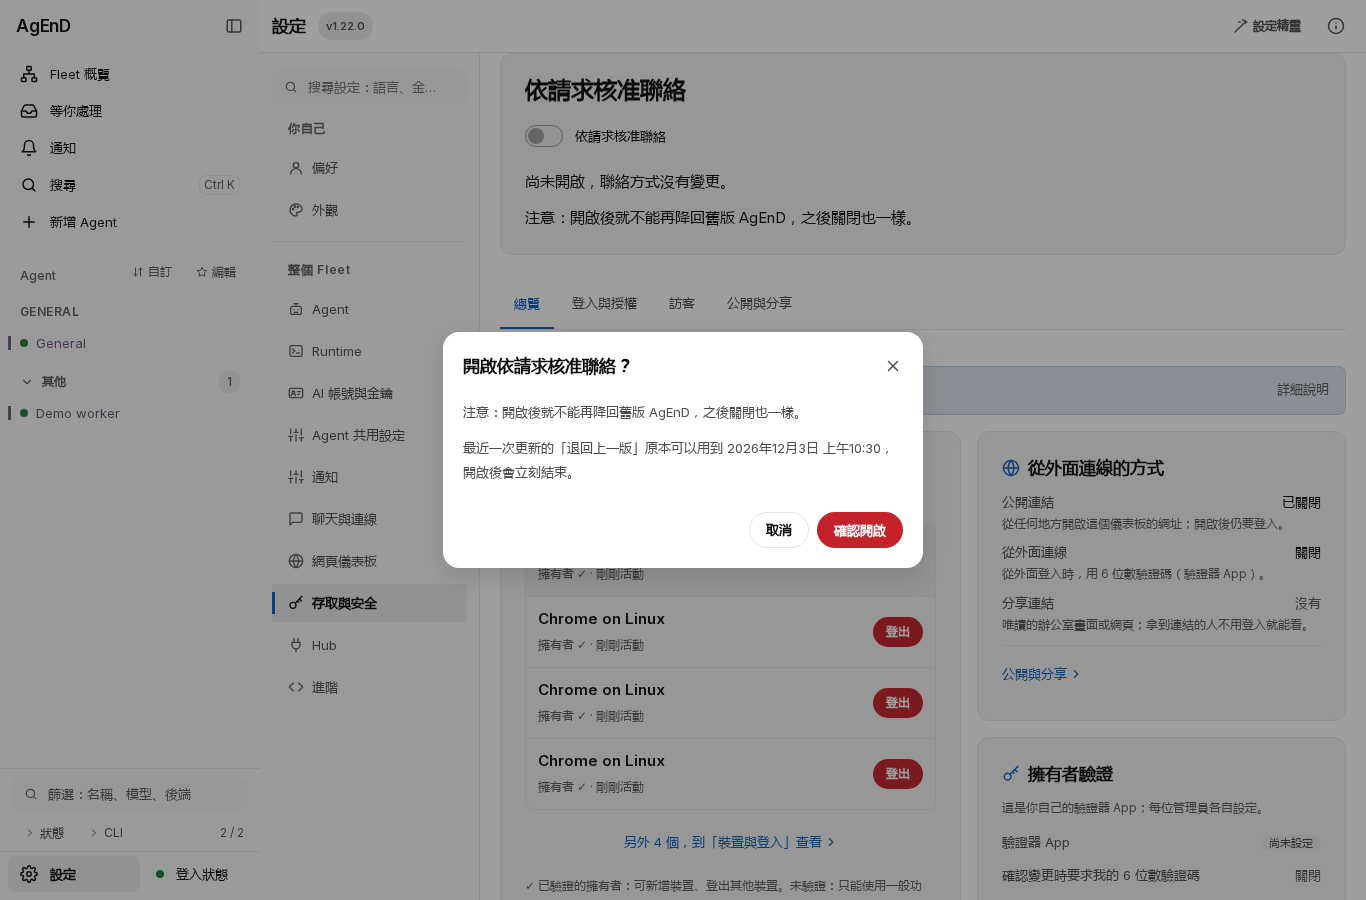 AgEnD
Fleet 概覽
等你處理
通知
搜尋 Ctrl K
新增 Agent
Agent 自訂 編輯
GENERAL
General
其他 1
Demo worker
篩選：名稱、模型、後端
狀態 CLI 2 / 2
設定 登入狀態
設定 v1.22.0 設定精靈
搜尋設定：語言、金…
你自己
偏好
外觀
整個 Fleet
Agent
Runtime
AI 帳號與金鑰
Agent 共用設定
通知
聊天與連線
網頁儀表板
存取與安全
Hub
進階
依請求核准聯絡
依請求核准聯絡
尚未開啟，聯絡方式沒有變更。
注意：開啟後就不能再降回舊版 AgEnD，之後關閉也一樣。
總覽 登入與授權 訪客 公開與分享
詳細說明
開啟依請求核准聯絡？
注意：開啟後就不能再降回舊版 AgEnD，之後關閉也一樣。
最近一次更新的「退回上一版」原本可以用到 2026年12月3日 上午10:30，
開啟後會立刻結束。
取消 確認開啟
擁有者 ✓ · 剛剛活動
Chrome on Linux
擁有者 ✓ · 剛剛活動
登出
Chrome on Linux
擁有者 ✓ · 剛剛活動
登出
Chrome on Linux
擁有者 ✓ · 剛剛活動
登出
另外 4 個，到「裝置與登入」查看
✓ 已驗證的擁有者：可新增裝置、登出其他裝置。未驗證：只能使用一般功
從外面連線的方式
公開連結 已關閉
從任何地方開啟這個儀表板的網址；開啟後仍要登入。
從外面連線 關閉
從外面登入時，用 6 位數驗證碼（驗證器 App）。
分享連結 沒有
唯讀的辦公室畫面或網頁；拿到連結的人不用登入就能看。
公開與分享
擁有者驗證
這是你自己的驗證器 App；每位管理員各自設定。
驗證器 App 尚未設定
確認變更時要求我的 6 位數驗證碼 關閉